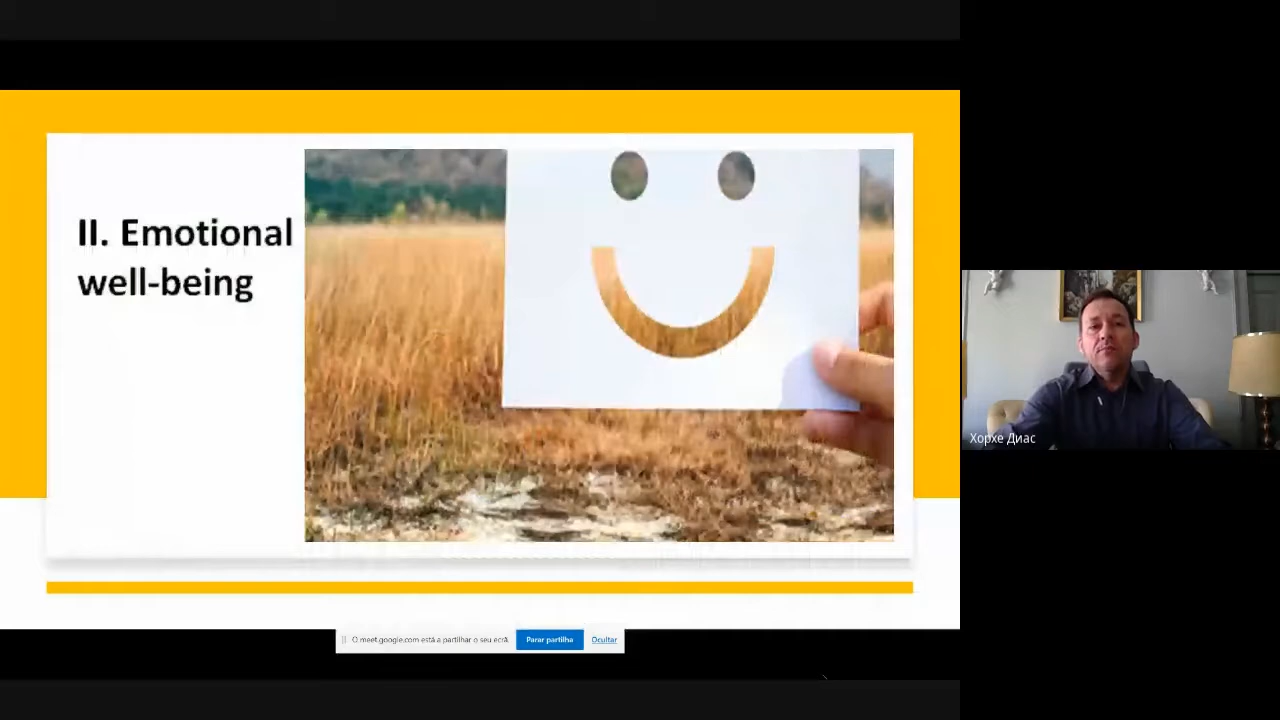 II. Emotional
well-being
Хорхе Диас
O meet.google.com está a partilhar o seu ecrã.
Parar partilha
Ocultar